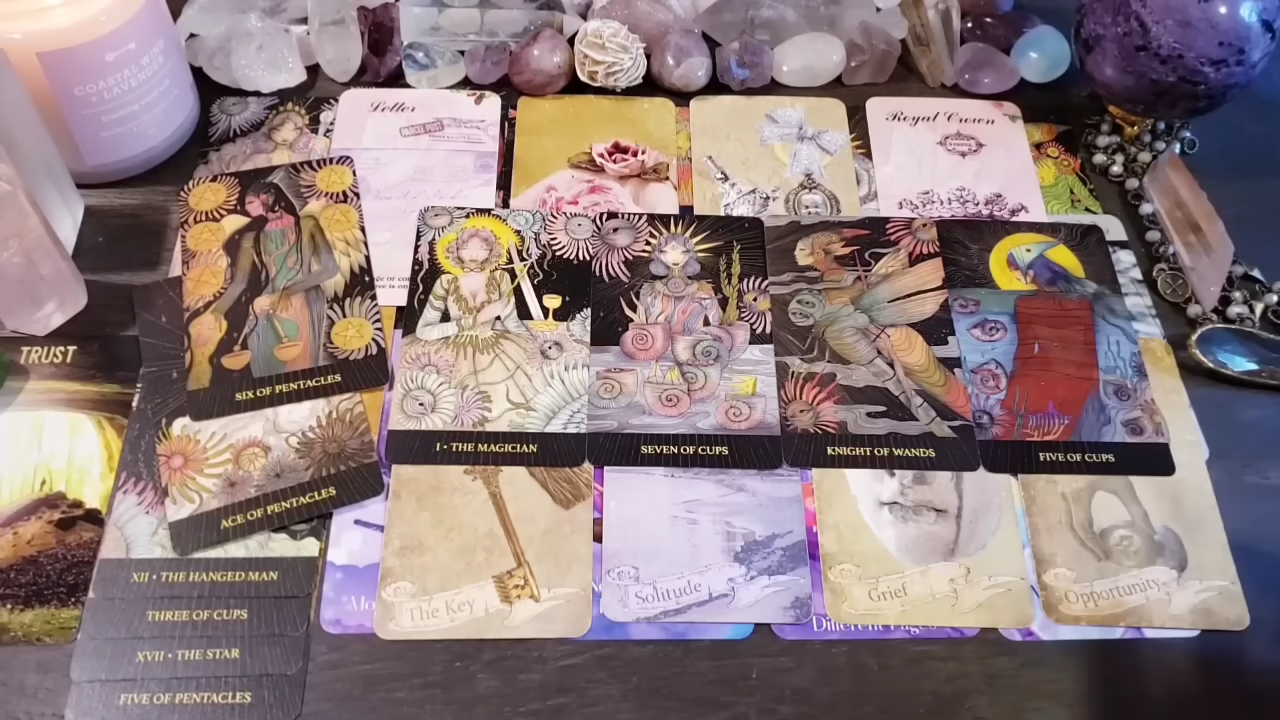 COASTAL WIND
+ LAVENDER
Letter
PARCEL POST
Royal Crown
TRUST
SIX OF PENTACLES
ACE OF PENTACLES
I • THE MAGICIAN
SEVEN OF CUPS
KNIGHT OF WANDS
FIVE OF CUPS
XII • THE HANGED MAN
THREE OF CUPS
XVII • THE STAR
FIVE OF PENTACLES
The Key
Solitude
Grief
Opportunity
Different Pages